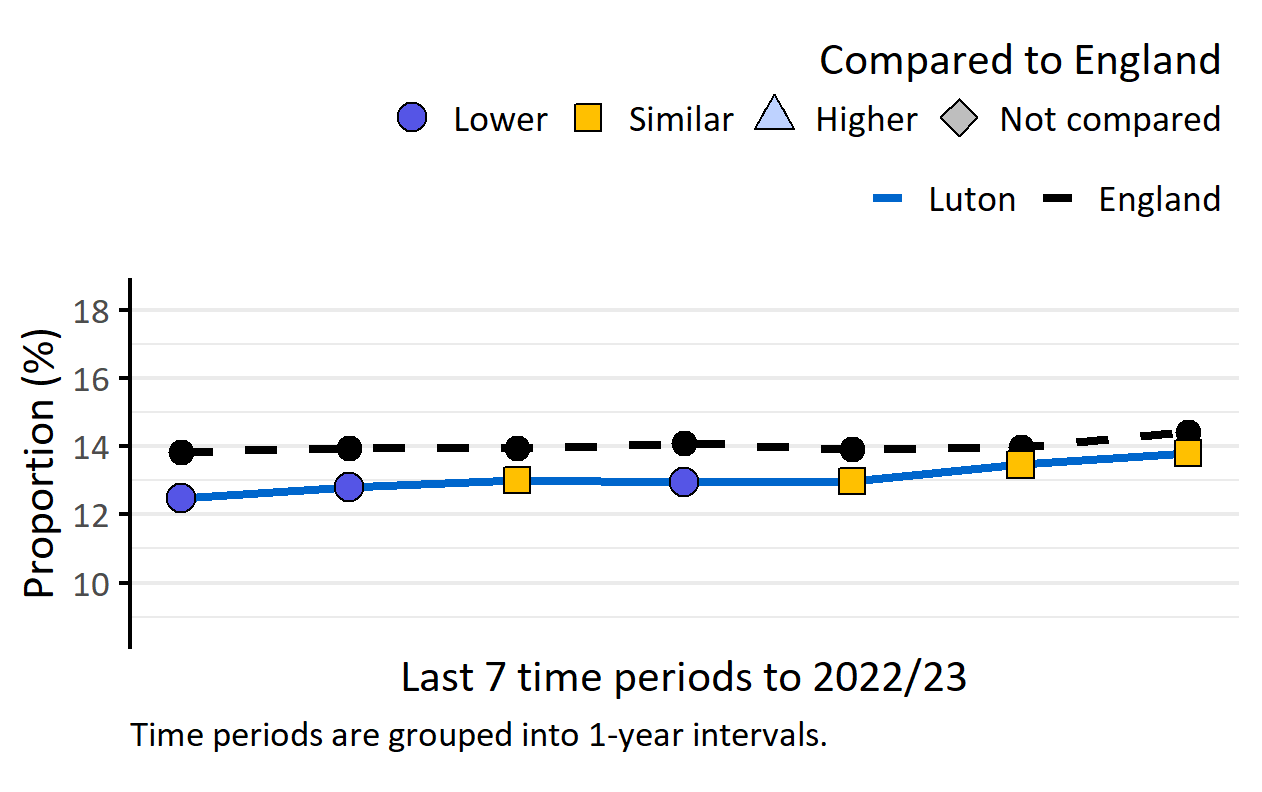 Compared to England
Lower Similar Higher Not compared
Luton England
Proportion (%)
18
16
14
12
10
Last 7 time periods to 2022/23
Time periods are grouped into 1-year intervals.